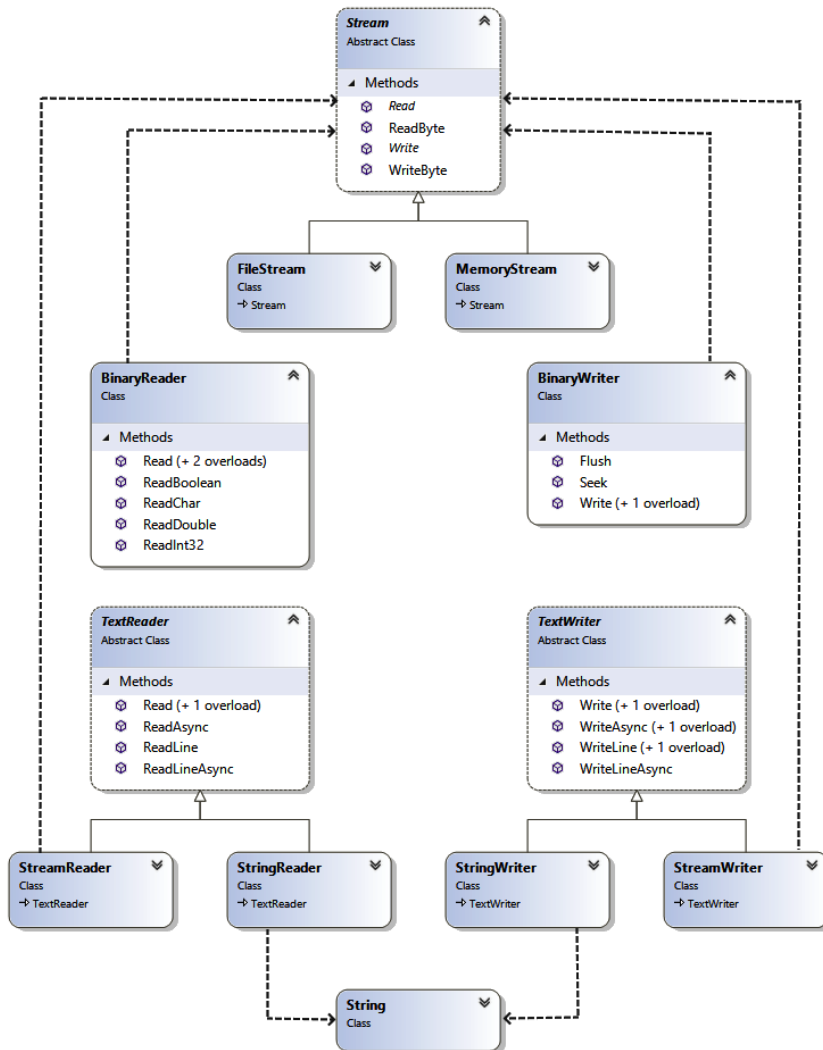 Stream
Abstract Class
Methods
Read
ReadByte
Write
WriteByte
FileStream
Class
Stream
MemoryStream
Class
Stream
BinaryReader
Class
Methods
Read (+ 2 overloads)
ReadBoolean
ReadChar
ReadDouble
ReadInt32
BinaryWriter
Class
Methods
Flush
Seek
Write (+ 1 overload)
TextReader
Abstract Class
Methods
Read (+ 1 overload)
ReadAsync
ReadLine
ReadLineAsync
TextWriter
Abstract Class
Methods
Write (+ 1 overload)
WriteAsync (+ 1 overload)
WriteLine (+ 1 overload)
WriteLineAsync
StreamReader
Class
TextReader
StringReader
Class
TextReader
StringWriter
Class
TextWriter
StreamWriter
Class
TextWriter
String
Class